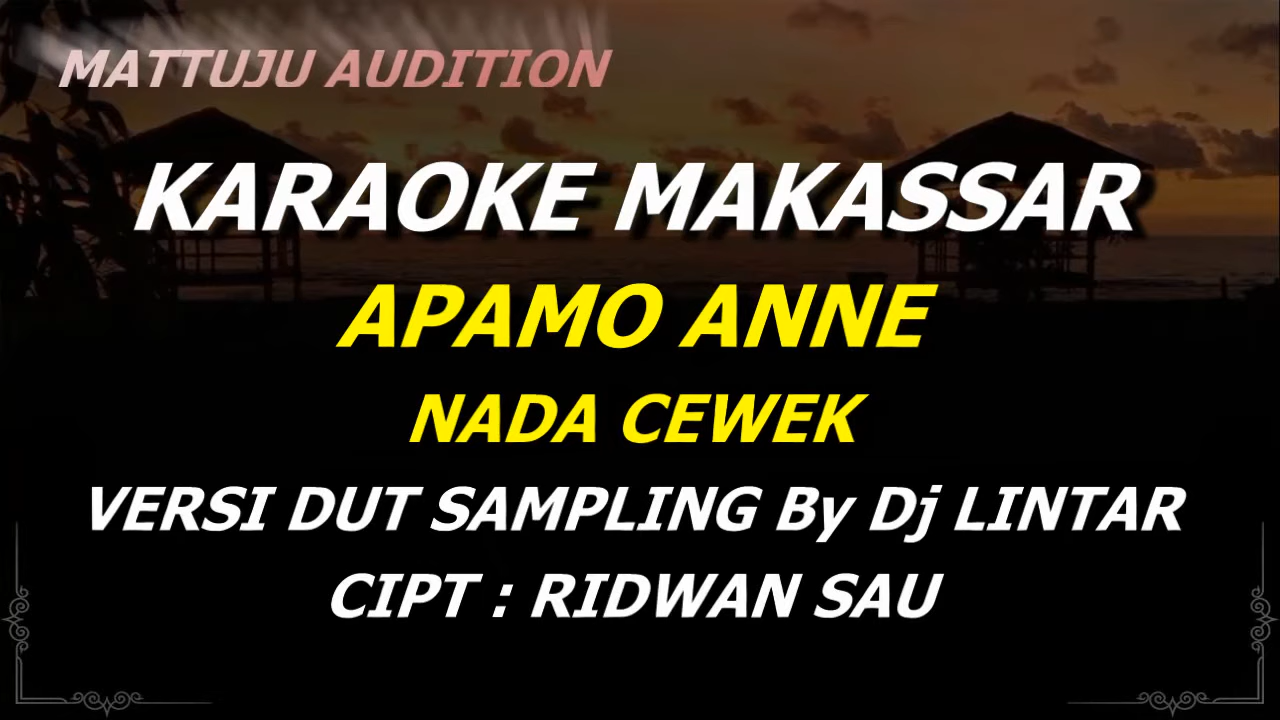 MATTUJU AUDITION
KARAOKE MAKASSAR
APAMO ANNE
NADA CEWEK
VERSI DUT SAMPLING By Dj LINTAR
CIPT : RIDWAN SAU